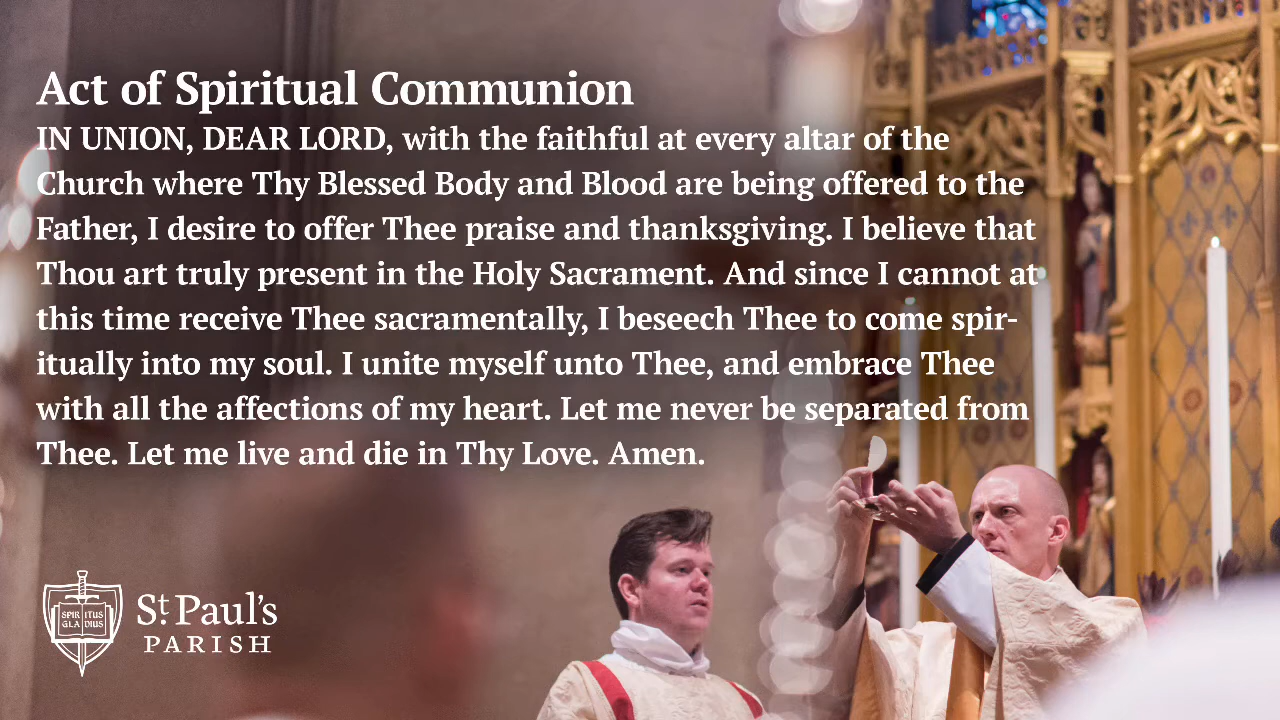 Act of Spiritual Communion
IN UNION, DEAR LORD, with the faithful at every altar of the
Church where Thy Blessed Body and Blood are being offered to the
Father, I desire to offer Thee praise and thanksgiving. I believe that
Thou art truly present in the Holy Sacrament. And since I cannot at
this time receive Thee sacramentally, I beseech Thee to come spir-
itually into my soul. I unite myself unto Thee, and embrace Thee
with all the affections of my heart. Let me never be separated from
Thee. Let me live and die in Thy Love. Amen.
SPIRITUS
GLADIUS
St Paul's
PARISH